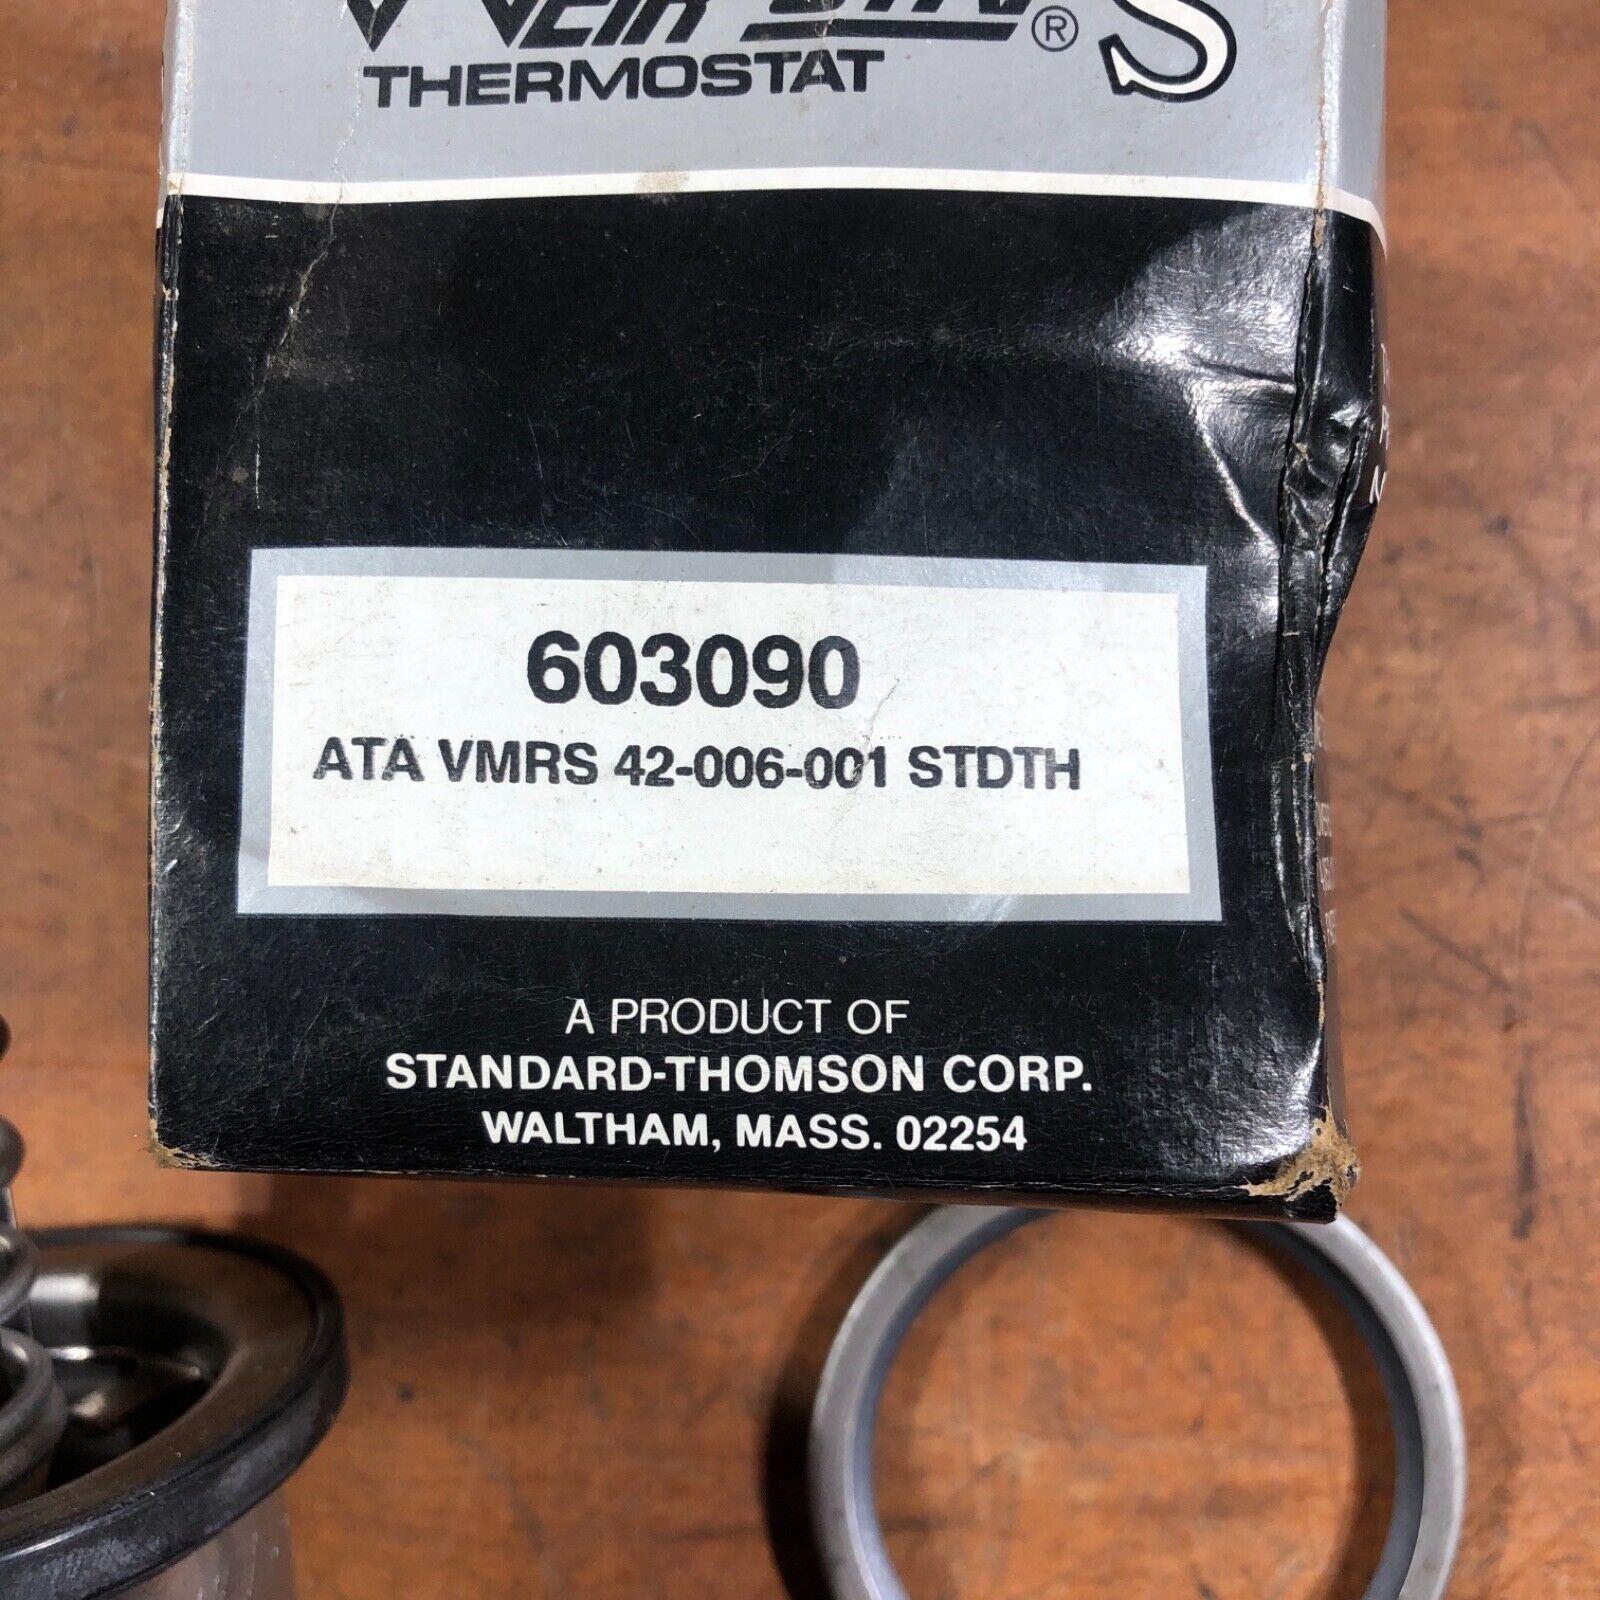 THERMOSTAT
® S
603090
ATA VMRS 42-006-001 STDTH
A PRODUCT OF
STANDARD-THOMSON CORP.
WALTHAM, MASS. 02254